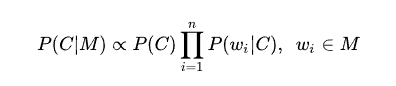 P(C|M) ∝ P(C) ∏_{i=1}^{n} P(w_i|C), w_i ∈ M